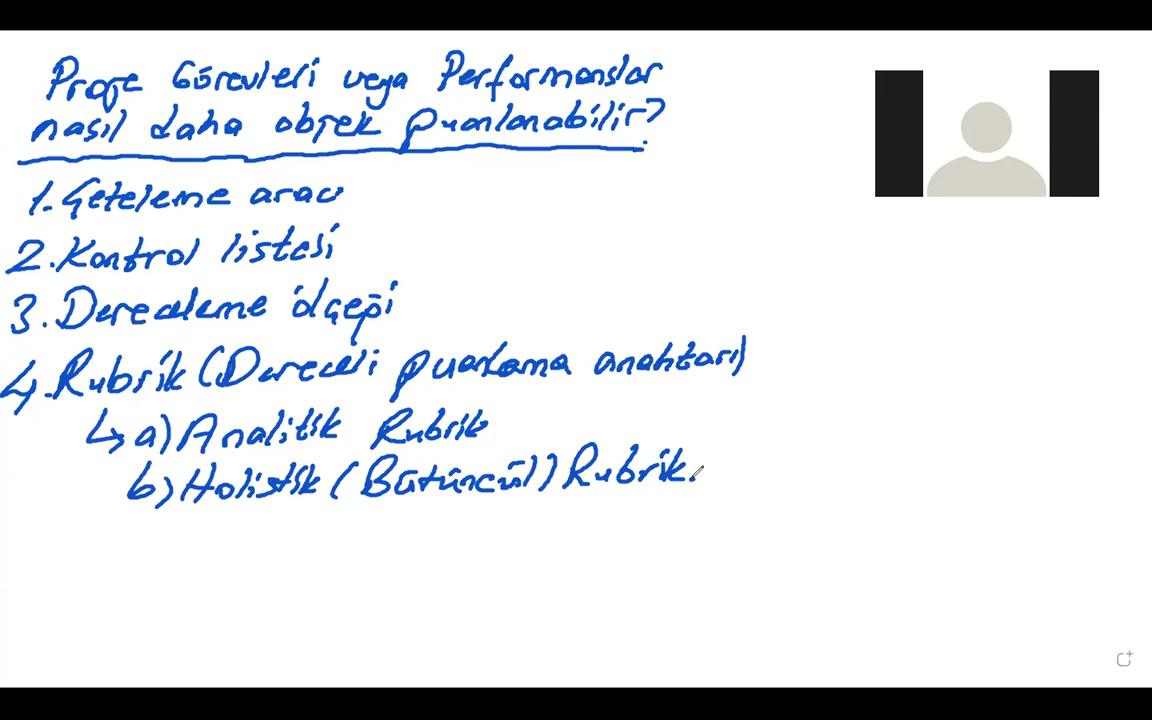 Proje Görevleri veya Performanslar
nasıl daha objek puanlanabilir?
1. Çeteleme aracı
2. Kontrol listesi
3. Dereceleme ölçeği
4. Rubrik (Dereceli puanlama anahtarı)
↳ a) Analitik Rubrik
b) Holistik (Bütüncül) Rubrik.